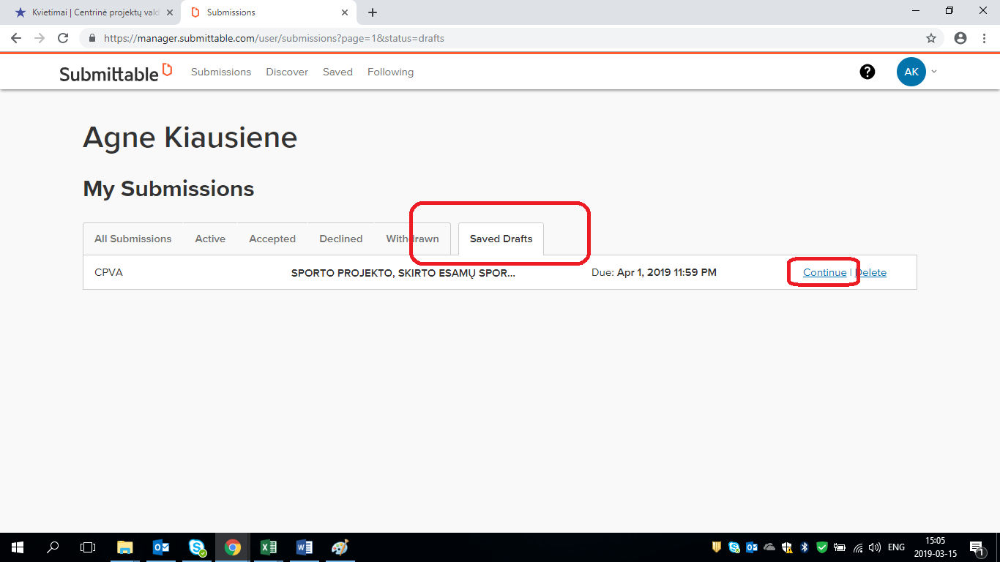 Kvietimai | Centrinė projektų vald
Submissions
https://manager.submittable.com/user/submissions?page=1&status=drafts
Submittable Submissions Discover Saved Following ? AK
Agne Kiausiene
My Submissions
All Submissions Active Accepted Declined Withdrawn Saved Drafts
CPVA SPORTO PROJEKTO, SKIRTO ESAMŲ SPOR... Due: Apr 1, 2019 11:59 PM Continue | Delete
ENG 15:05
2019-03-15 1